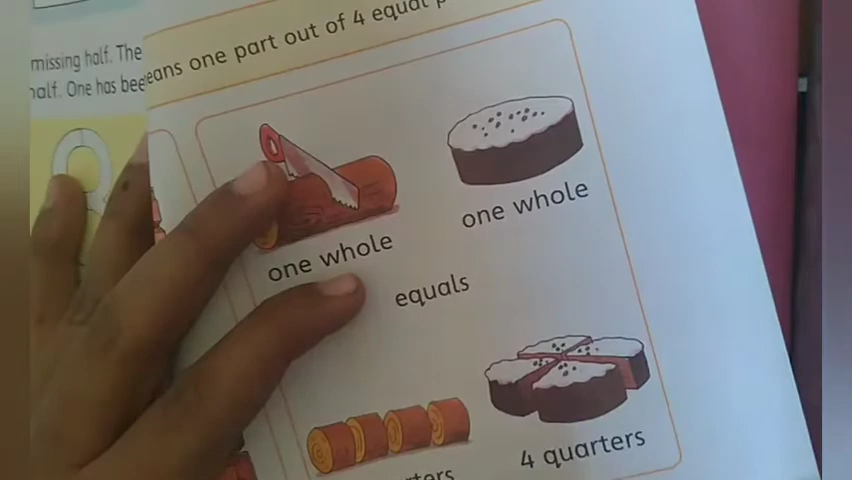 missing half. The
half. One has bee
eans one part out of 4 equal p
one whole
one whole
equals
4 quarters